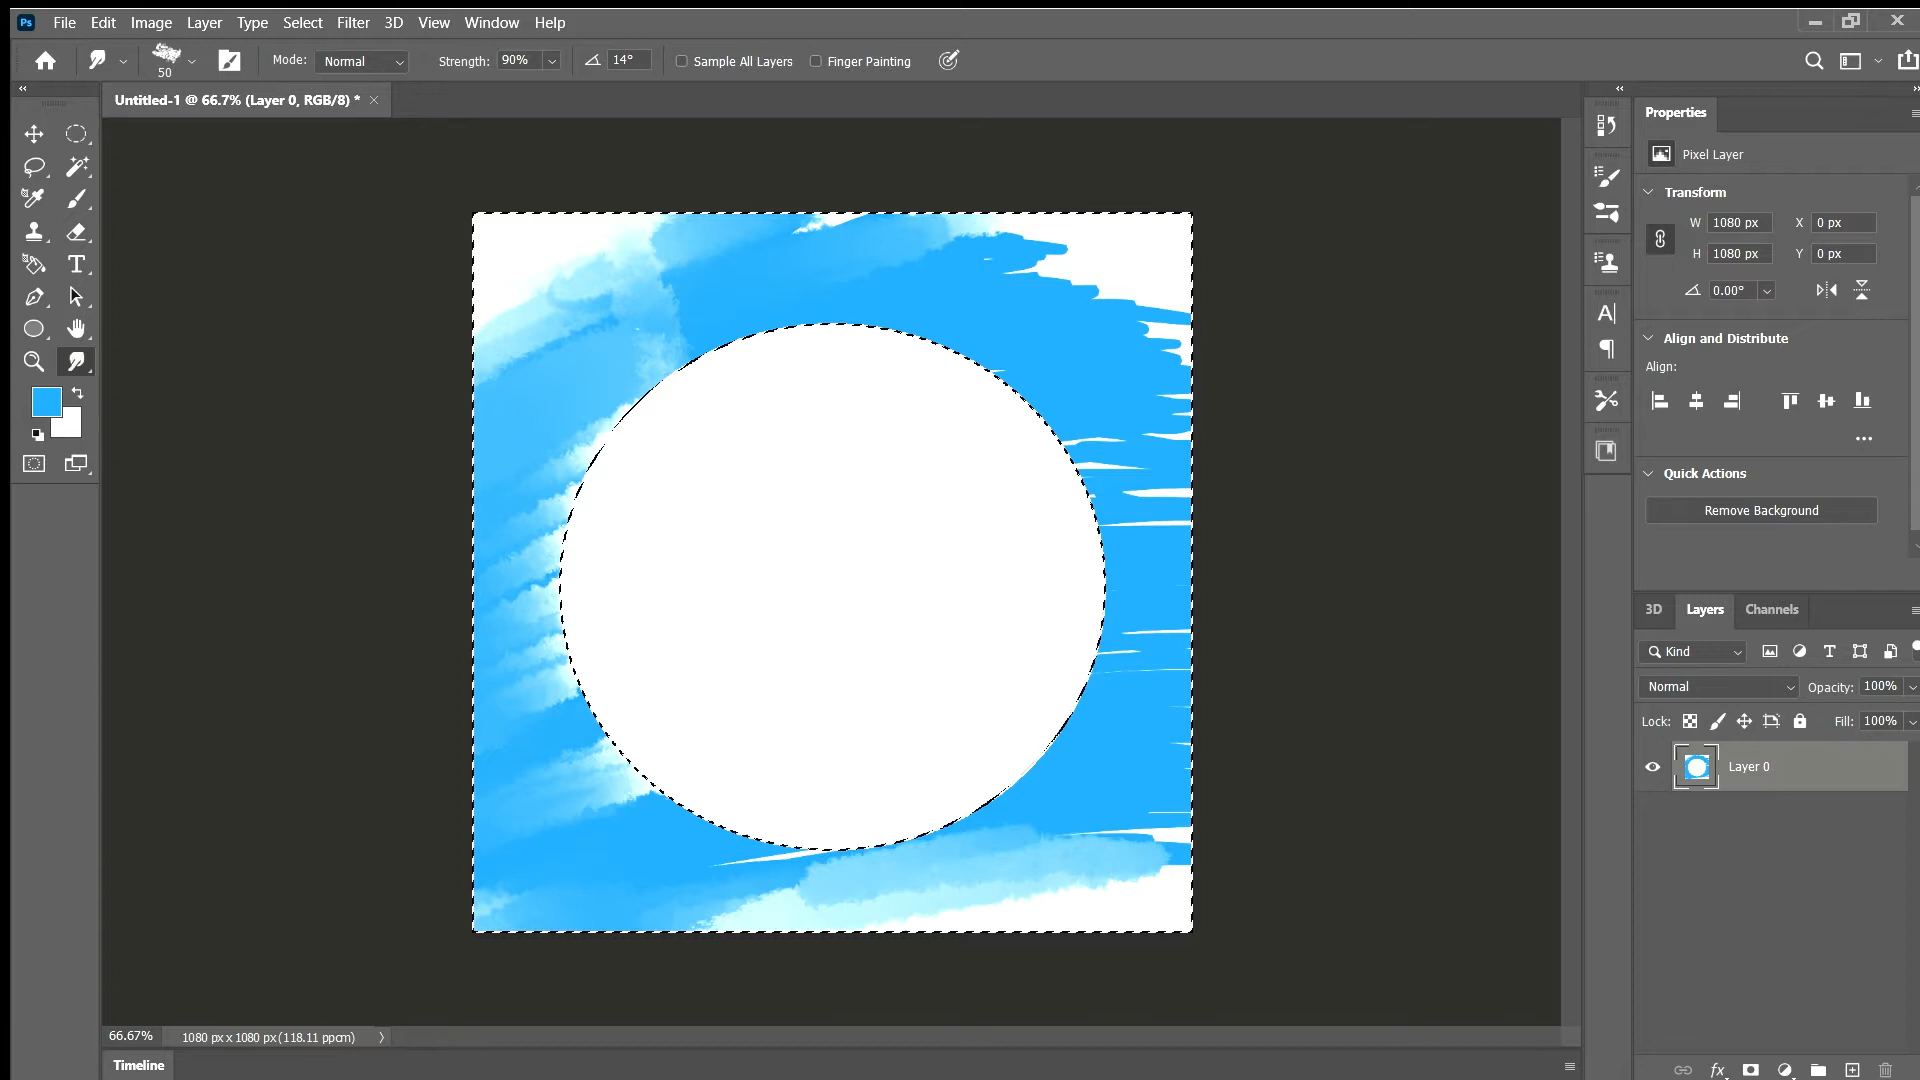 Ps File Edit Image Layer Type Select Filter 3D View Window Help
50 Mode: Normal Strength: 90% 14° Sample All Layers Finger Painting
Untitled-1 @ 66.7% (Layer 0, RGB/8) *
Properties
Pixel Layer
Transform
W 1080 px X 0 px
H 1080 px Y 0 px
0.00°
Align and Distribute
Align:
Quick Actions
Remove Background
3D Layers Channels
Kind
Normal Opacity: 100%
Lock: Fill: 100%
Layer 0
fx
66.67% 1080 px x 1080 px (118.11 ppcm)
Timeline